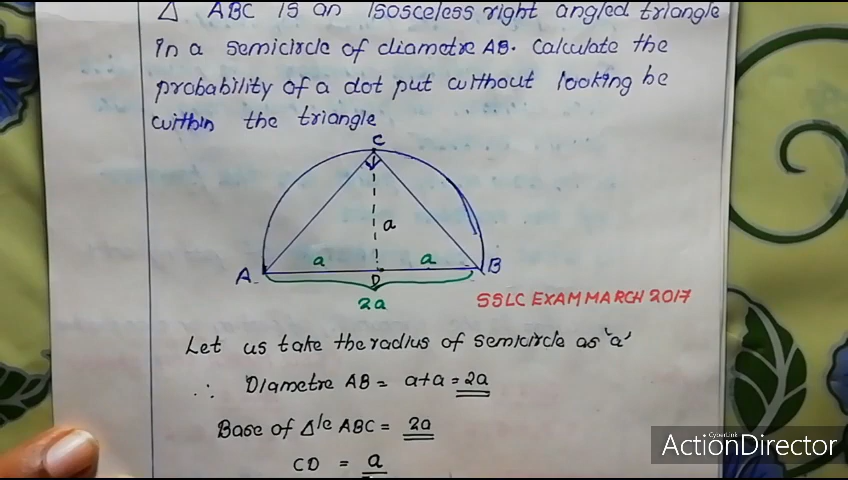 Δ ABC is an Isosceless right angled triangle
in a semicircle of diametre AB. Calculate the
probability of a dot put without looking be
within the triangle
C
a
a a
A D B
2a
SSLC EXAM MARCH 2017
Let us take the radius of semicircle as 'a'
∴ Diametre AB = a+a = 2a
Base of Δle ABC = 2a
CD = a
CyberLink
ActionDirector